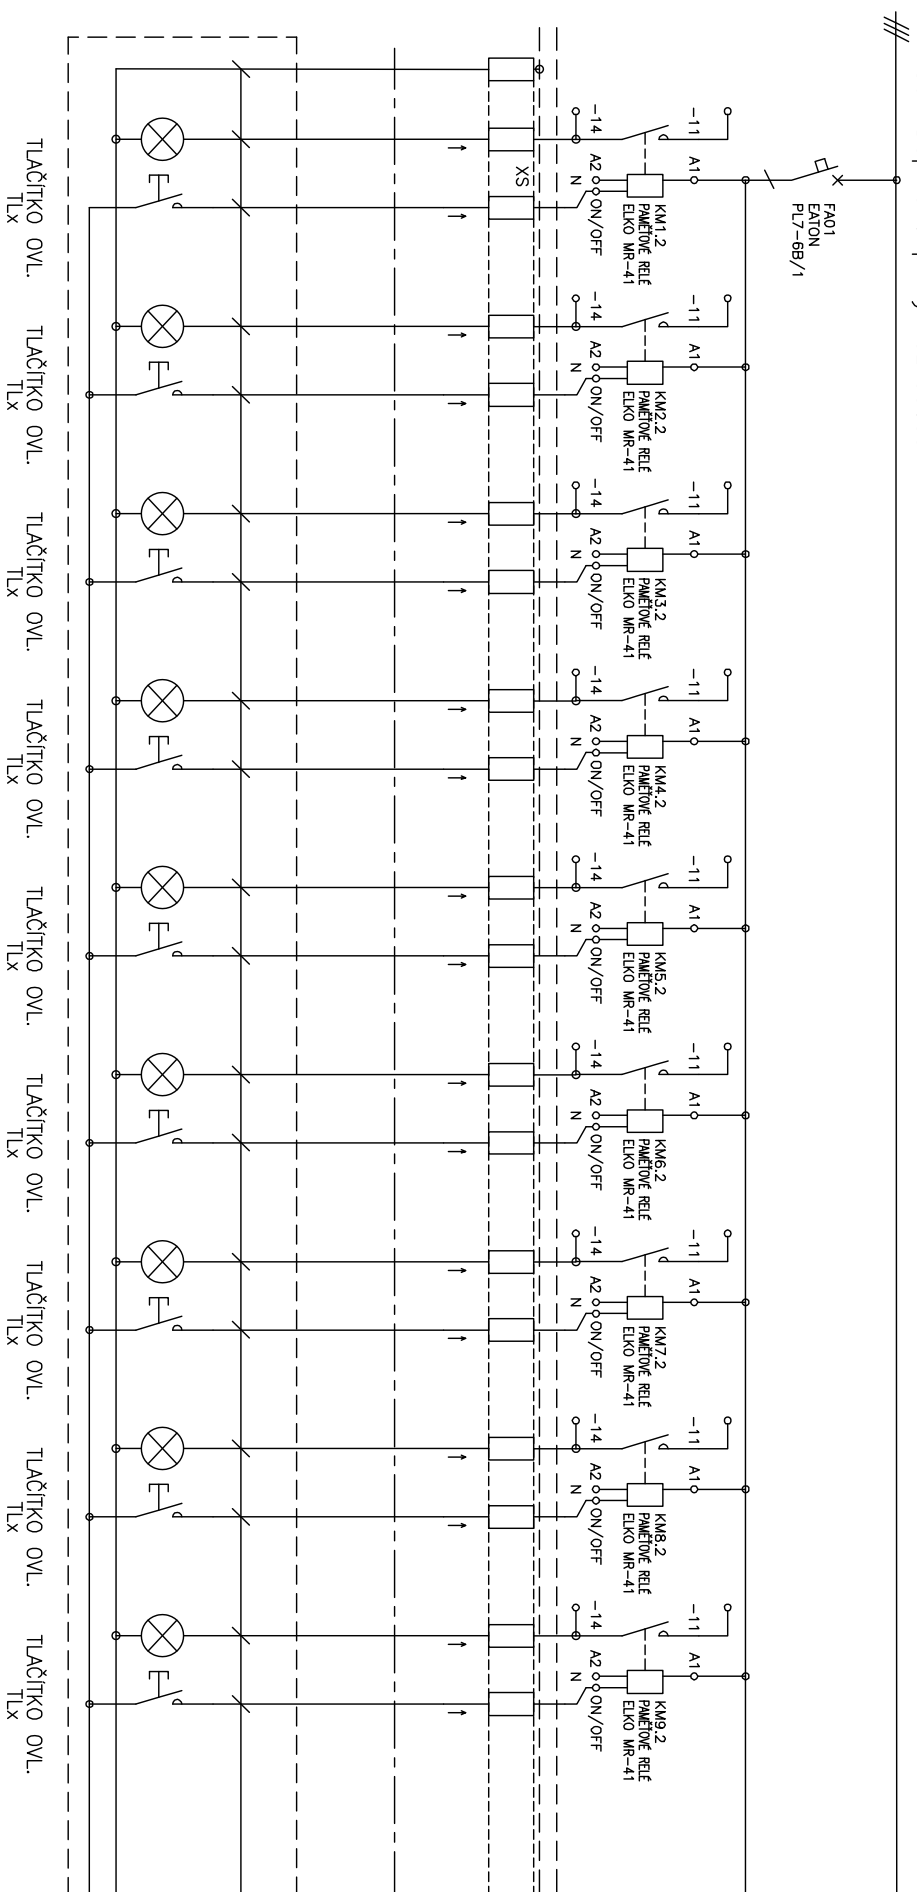 FA01
EATON
PL7-6B/1
-11
-14
A1
A2
N
ON/OFF
KM1.2
PAMĚŤOVÉ RELÉ
ELKO MR-41
XS
TLAČÍTKO OVL.
TLx
-11
-14
A1
A2
N
ON/OFF
KM2.2
PAMĚŤOVÉ RELÉ
ELKO MR-41
TLAČÍTKO OVL.
TLx
-11
-14
A1
A2
N
ON/OFF
KM3.2
PAMĚŤOVÉ RELÉ
ELKO MR-41
TLAČÍTKO OVL.
TLx
-11
-14
A1
A2
N
ON/OFF
KM4.2
PAMĚŤOVÉ RELÉ
ELKO MR-41
TLAČÍTKO OVL.
TLx
-11
-14
A1
A2
N
ON/OFF
KM5.2
PAMĚŤOVÉ RELÉ
ELKO MR-41
TLAČÍTKO OVL.
TLx
-11
-14
A1
A2
N
ON/OFF
KM6.2
PAMĚŤOVÉ RELÉ
ELKO MR-41
TLAČÍTKO OVL.
TLx
-11
-14
A1
A2
N
ON/OFF
KM7.2
PAMĚŤOVÉ RELÉ
ELKO MR-41
TLAČÍTKO OVL.
TLx
-11
-14
A1
A2
N
ON/OFF
KM8.2
PAMĚŤOVÉ RELÉ
ELKO MR-41
TLAČÍTKO OVL.
TLx
-11
-14
A1
A2
N
ON/OFF
KM9.2
PAMĚŤOVÉ RELÉ
ELKO MR-41
TLAČÍTKO OVL.
TLx